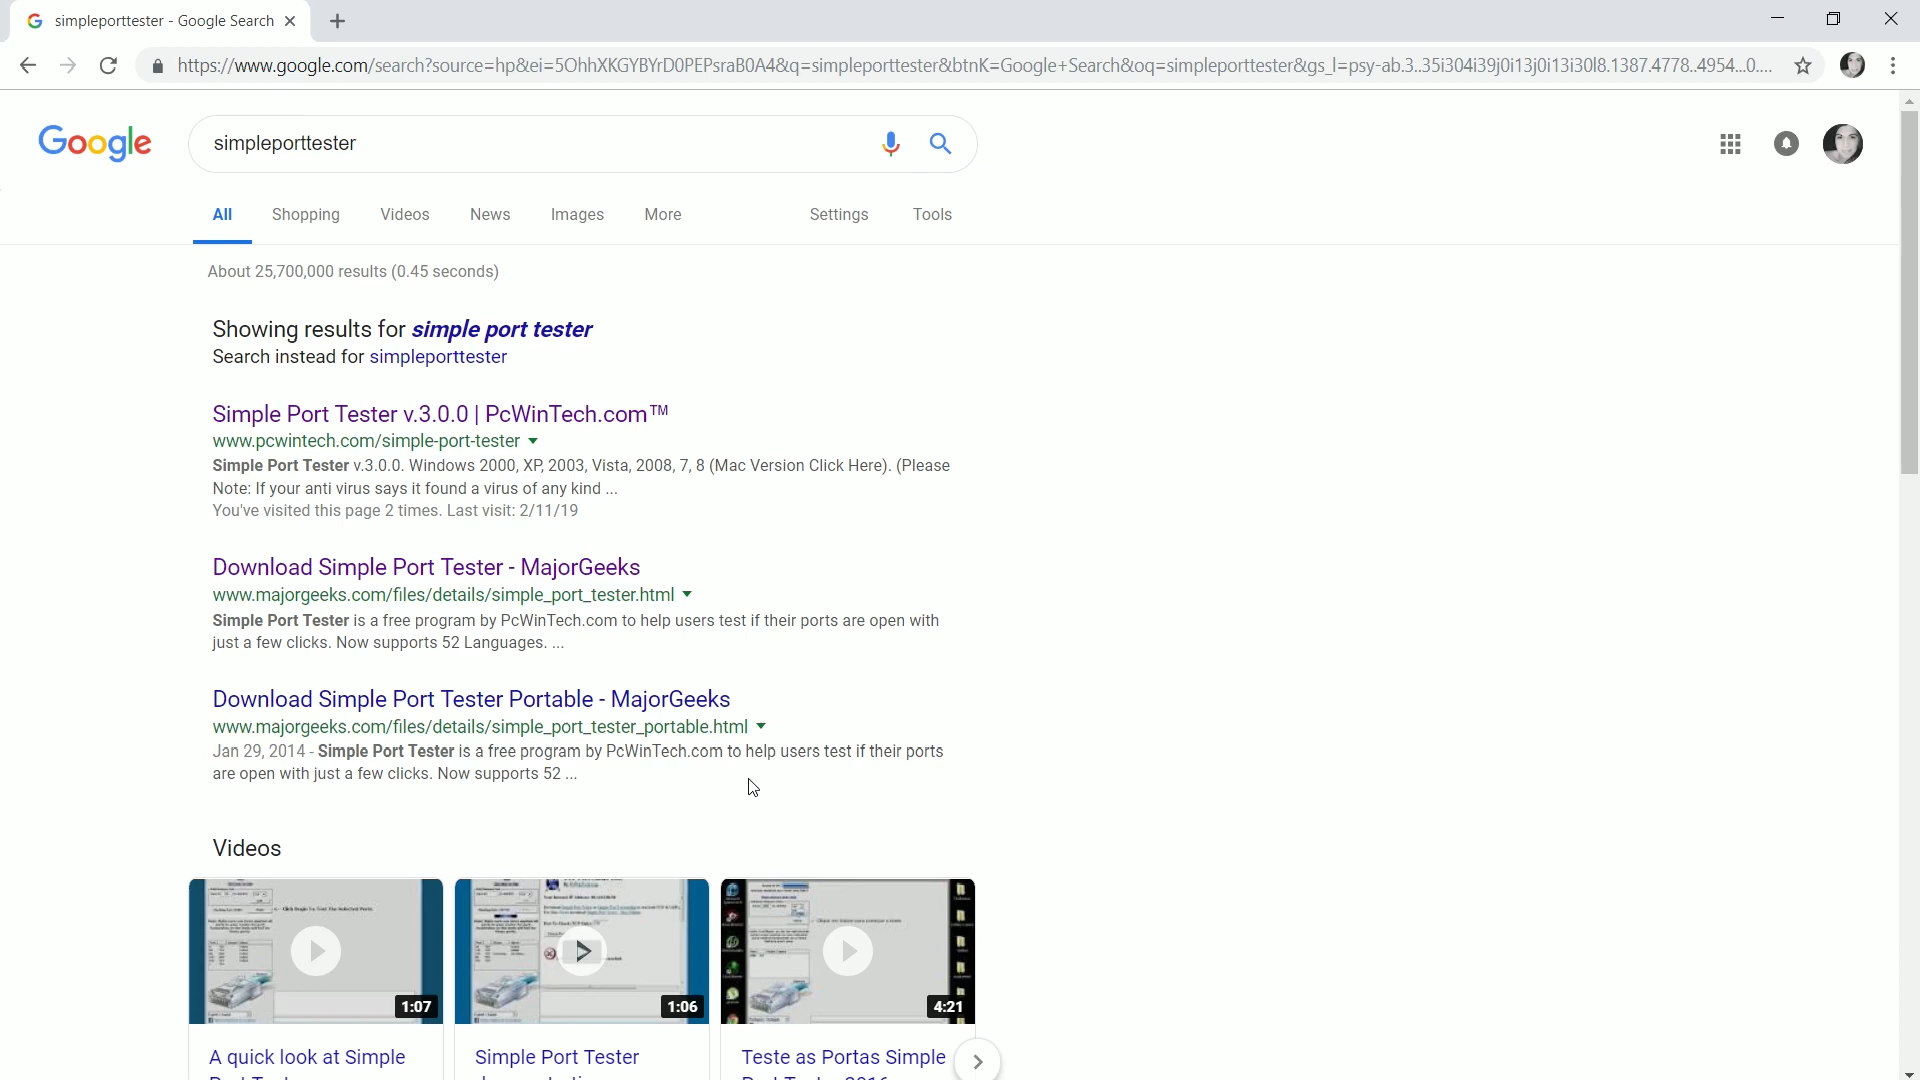 simpleporttester - Google Search
https://www.google.com/search?source=hp&ei=5OhhXKGYBYrD0PEPsraB0A4&q=simpleporttester&btnK=Google+Search&oq=simpleporttester&gs_l=psy-ab.3..35i304i39j0i13j0i13i30l8.1387.4778..4954...0....
Google
simpleporttester
All Shopping Videos News Images More Settings Tools
About 25,700,000 results (0.45 seconds)
Showing results for simple port tester
Search instead for simpleporttester
Simple Port Tester v.3.0.0 | PcWinTech.com™
www.pcwintech.com/simple-port-tester
Simple Port Tester v.3.0.0. Windows 2000, XP, 2003, Vista, 2008, 7, 8 (Mac Version Click Here). (Please
Note: If your anti virus says it found a virus of any kind ...
You've visited this page 2 times. Last visit: 2/11/19
Download Simple Port Tester - MajorGeeks
www.majorgeeks.com/files/details/simple_port_tester.html
Simple Port Tester is a free program by PcWinTech.com to help users test if their ports are open with
just a few clicks. Now supports 52 Languages. ...
Download Simple Port Tester Portable - MajorGeeks
www.majorgeeks.com/files/details/simple_port_tester_portable.html
Jan 29, 2014 - Simple Port Tester is a free program by PcWinTech.com to help users test if their ports
are open with just a few clicks. Now supports 52 ...
Videos
1:07 1:06 4:21
A quick look at Simple Simple Port Tester Teste as Portas Simple